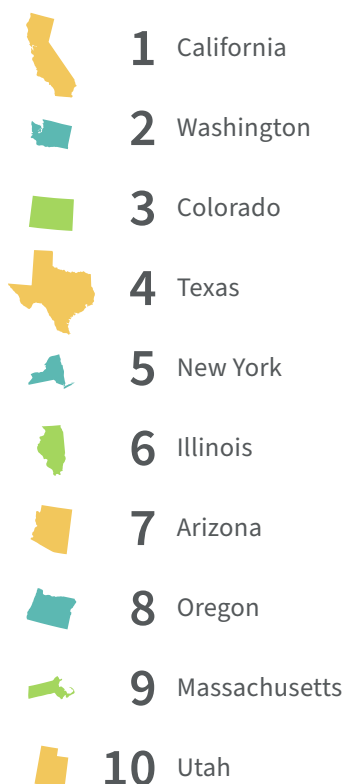 1 California
2 Washington
3 Colorado
4 Texas
5 New York
6 Illinois
7 Arizona
8 Oregon
9 Massachusetts
10 Utah